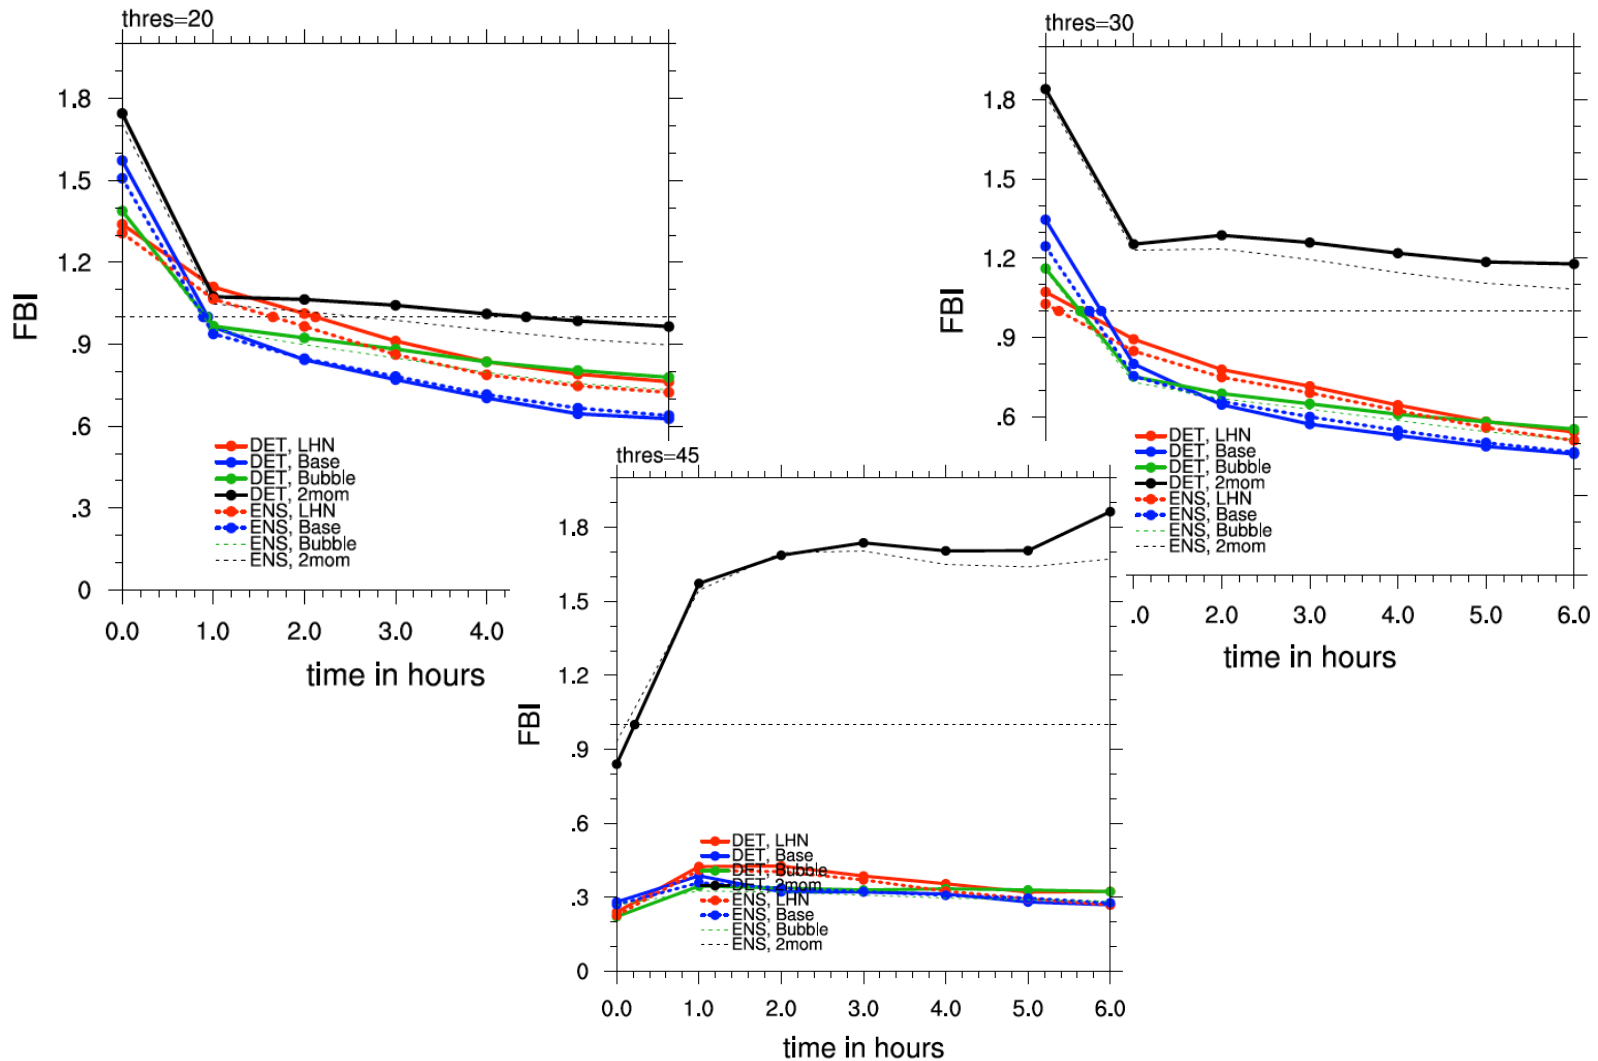 thres=20
1.8
1.5
1.2
.9
.6
.3
0
FBI
DET, LHN
DET, Base
DET, Bubble
DET, 2mom
ENS, LHN
ENS, Base
ENS, Bubble
ENS, 2mom
0.0 1.0 2.0 3.0 4.0
time in hours
thres=30
1.8
1.5
1.2
.9
.6
FBI
DET, LHN
DET, Base
DET, Bubble
DET, 2mom
ENS, LHN
ENS, Base
ENS, Bubble
ENS, 2mom
.0 2.0 3.0 4.0 5.0 6.0
time in hours
thres=45
1.8
1.5
1.2
.9
.6
.3
0
FBI
DET, LHN
DET, Base
DET, Bubble
DET, 2mom
ENS, LHN
ENS, Base
ENS, Bubble
ENS, 2mom
0.0 1.0 2.0 3.0 4.0 5.0 6.0
time in hours